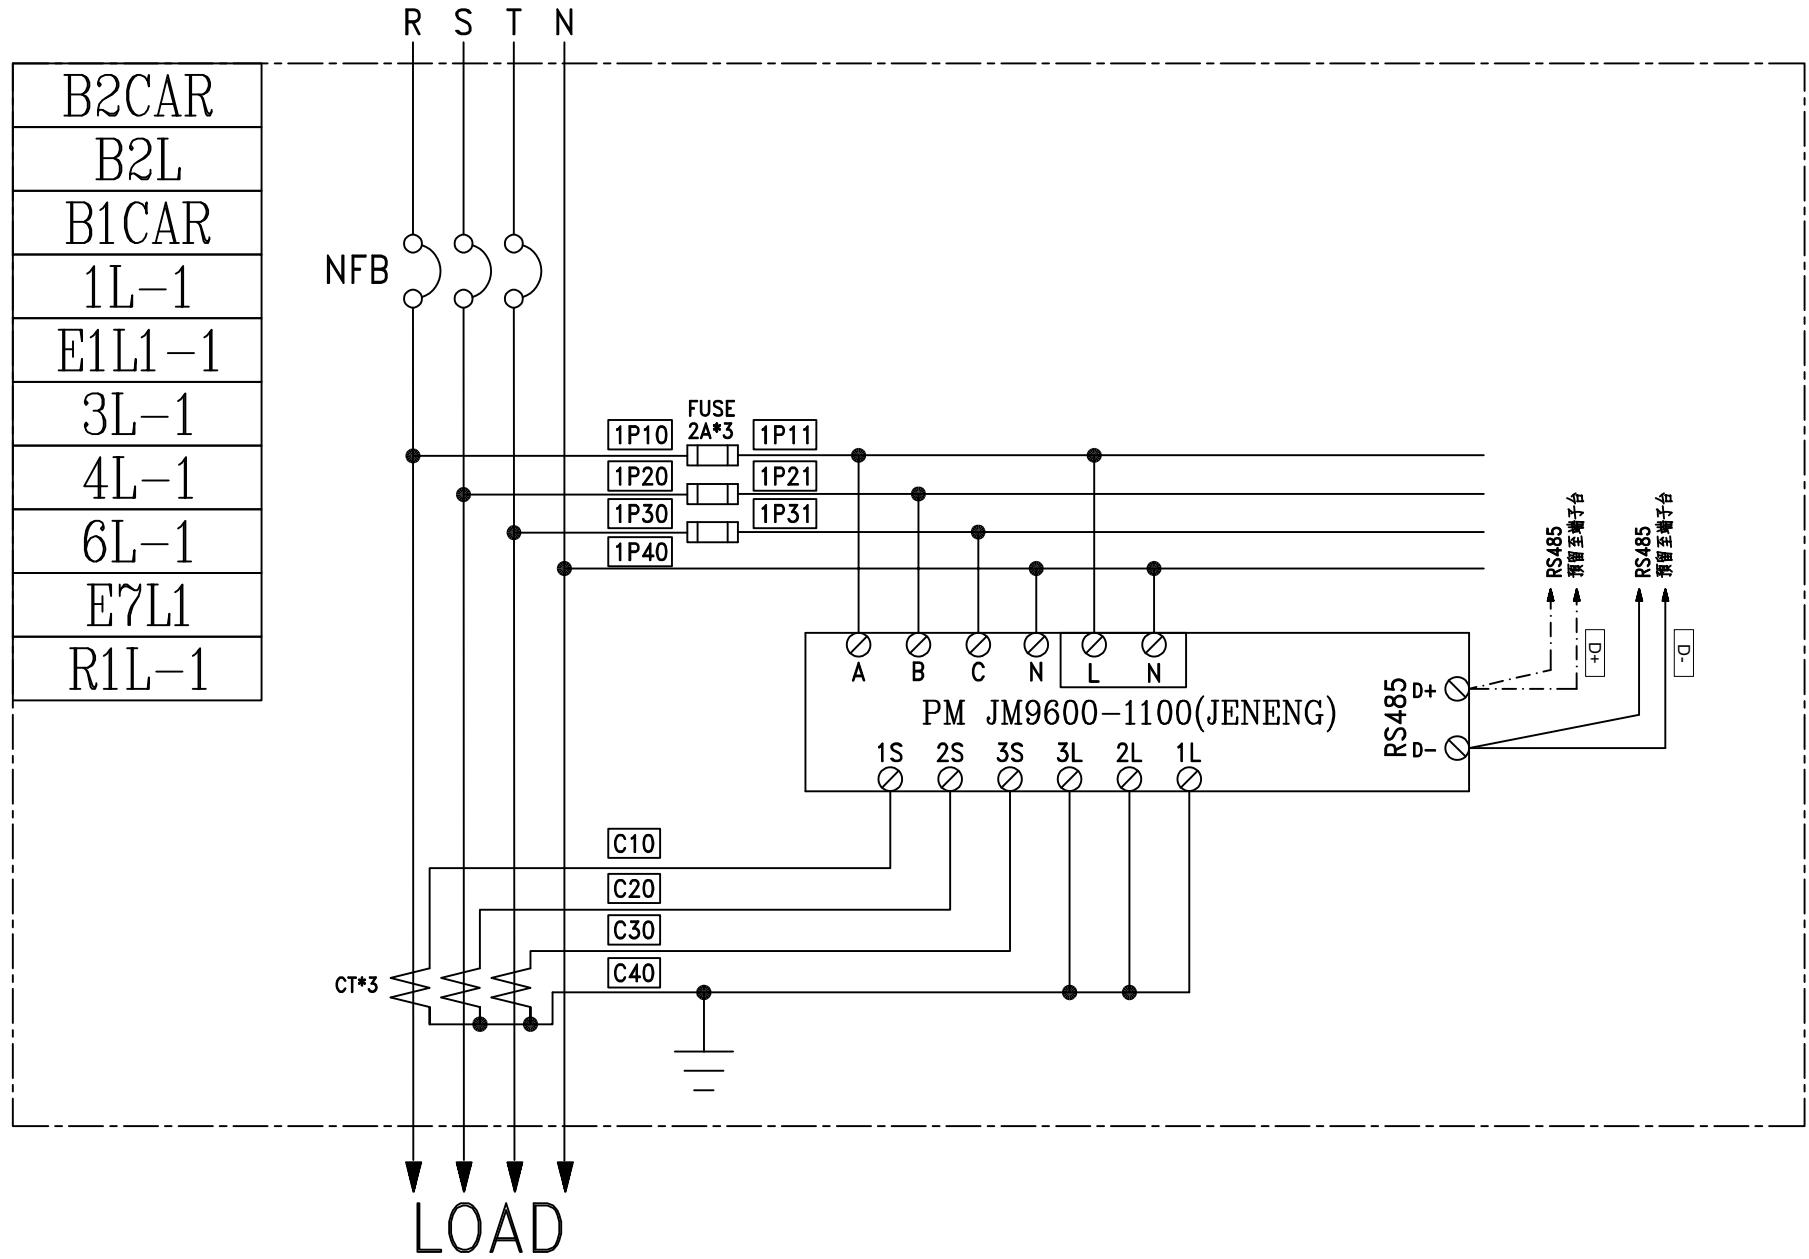 R S T N
B2CAR
B2L
B1CAR
1L-1
E1L1-1
3L-1
4L-1
6L-1
E7L1
R1L-1
NFB
FUSE
2A*3
1P10
1P11
1P20
1P21
1P30
1P31
1P40
RS485
預留至端子台
RS485
預留至端子台
D+
D-
A B C N L N
PM JM9600-1100(JENENG)
RS485
D+
D-
1S 2S 3S 3L 2L 1L
C10
C20
C30
C40
CT*3
LOAD